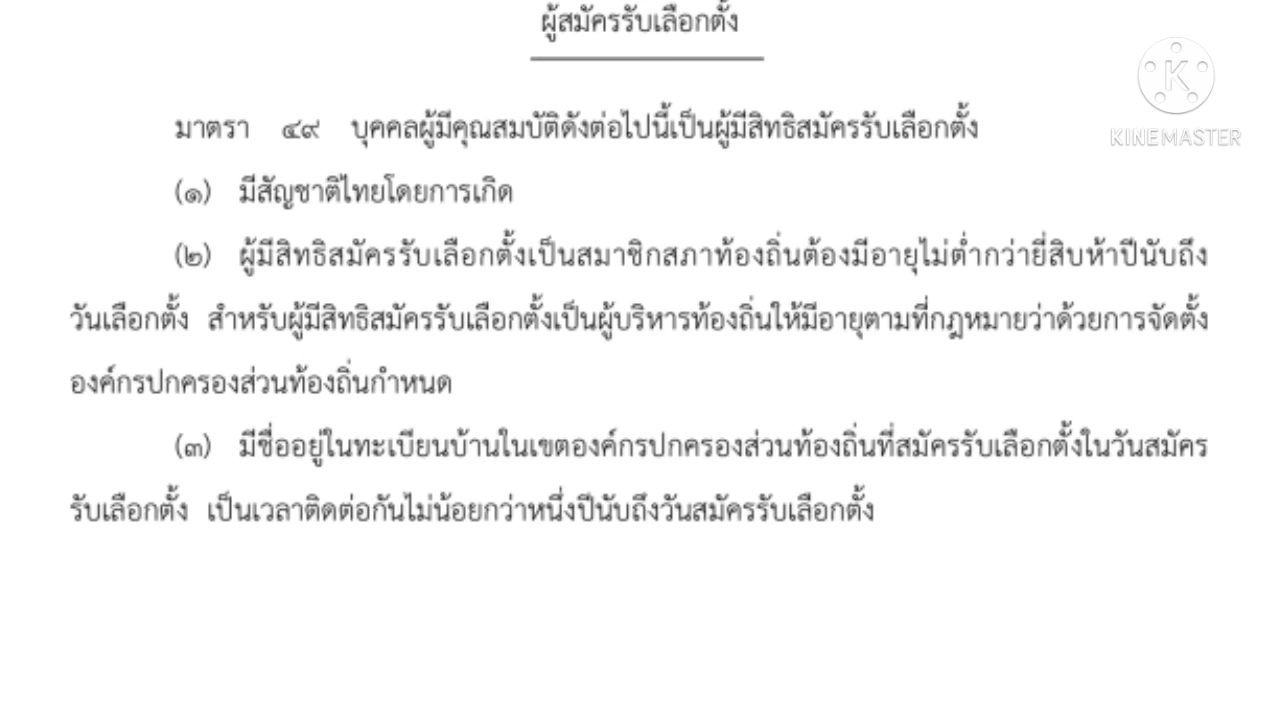 ผู้สมัครรับเลือกตั้ง
มาตรา ๔๙ บุคคลผู้มีคุณสมบัติดังต่อไปนี้เป็นผู้มีสิทธิสมัครรับเลือกตั้ง
(๑) มีสัญชาติไทยโดยการเกิด
(๒) ผู้มีสิทธิสมัครรับเลือกตั้งเป็นสมาชิกสภาท้องถิ่นต้องมีอายุไม่ต่ำกว่ายี่สิบห้าปีนับถึง
วันเลือกตั้ง สำหรับผู้มีสิทธิสมัครรับเลือกตั้งเป็นผู้บริหารท้องถิ่นให้มีอายุตามที่กฎหมายว่าด้วยการจัดตั้ง
องค์กรปกครองส่วนท้องถิ่นกำหนด
(๓) มีชื่ออยู่ในทะเบียนบ้านในเขตองค์กรปกครองส่วนท้องถิ่นที่สมัครรับเลือกตั้งในวันสมัคร
รับเลือกตั้ง เป็นเวลาติดต่อกันไม่น้อยกว่าหนึ่งปีนับถึงวันสมัครรับเลือกตั้ง
K
KINEMASTER